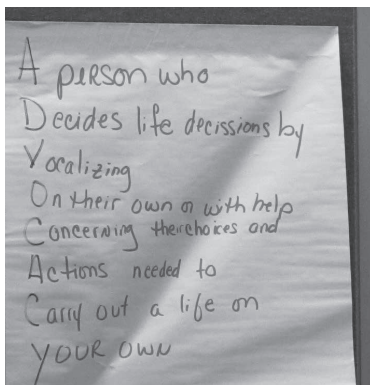 A person who
Decides life decissions by
Vocalizing
On their own or with help
Concerning their choices and
Actions needed to
Carry out a life on
YOUR OWN